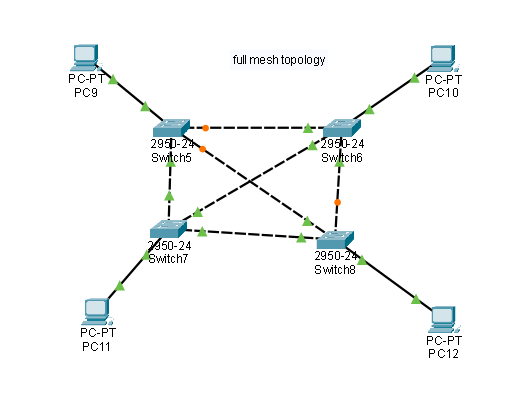 full mesh topology
PC-PT
PC9
PC-PT
PC10
2950-24
Switch5
2950-24
Switch6
2950-24
Switch7
2950-24
Switch8
PC-PT
PC11
PC-PT
PC12